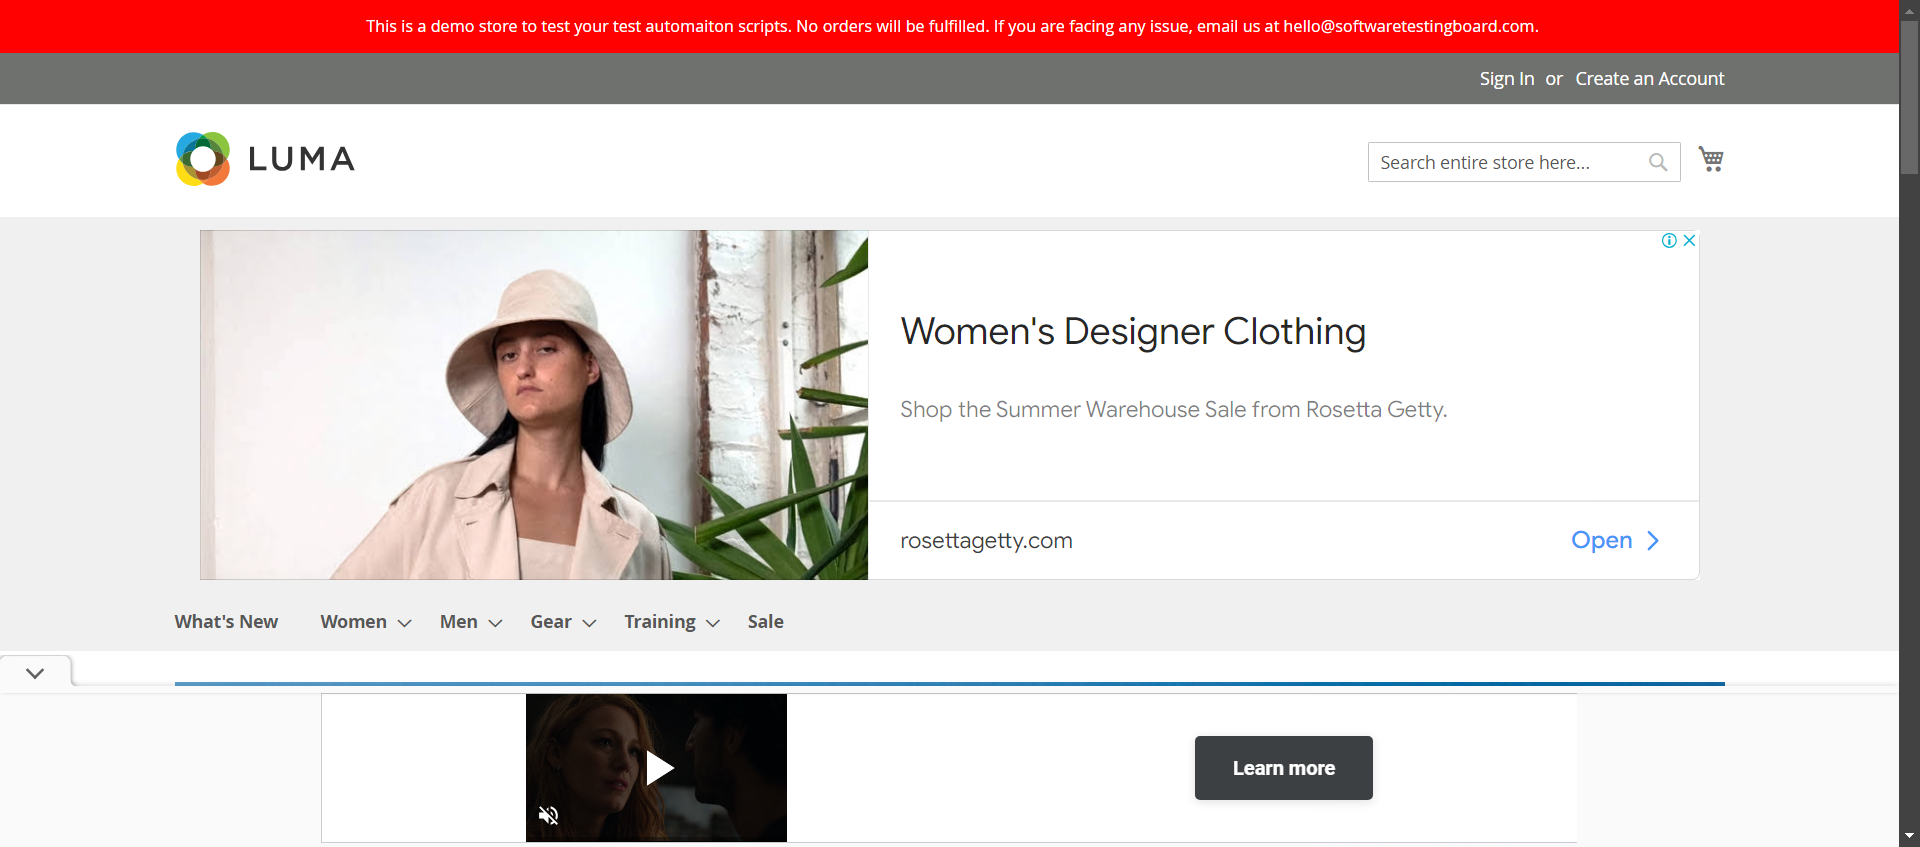 This is a demo store to test your test automaiton scripts. No orders will be fulfilled. If you are facing any issue, email us at hello@softwaretestingboard.com.
Sign In or Create an Account
LUMA
Search entire store here...
Women's Designer Clothing
Shop the Summer Warehouse Sale from Rosetta Getty.
rosettagetty.com
Open
What's New Women Men Gear Training Sale
Learn more